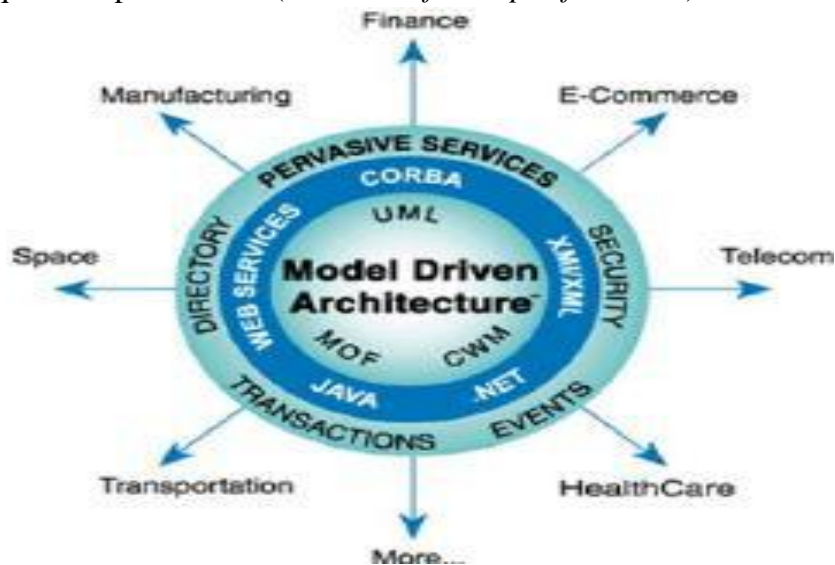 Finance
Manufacturing
E-Commerce
PERVASIVE SERVICES
CORBA
UML
DIRECTORY
WEB SERVICES
XMI/XML
SECURITY
Space
Model Driven
Architecture
Telecom
MOF
CWM
JAVA
.NET
TRANSACTIONS
EVENTS
Transportation
HealthCare
More...